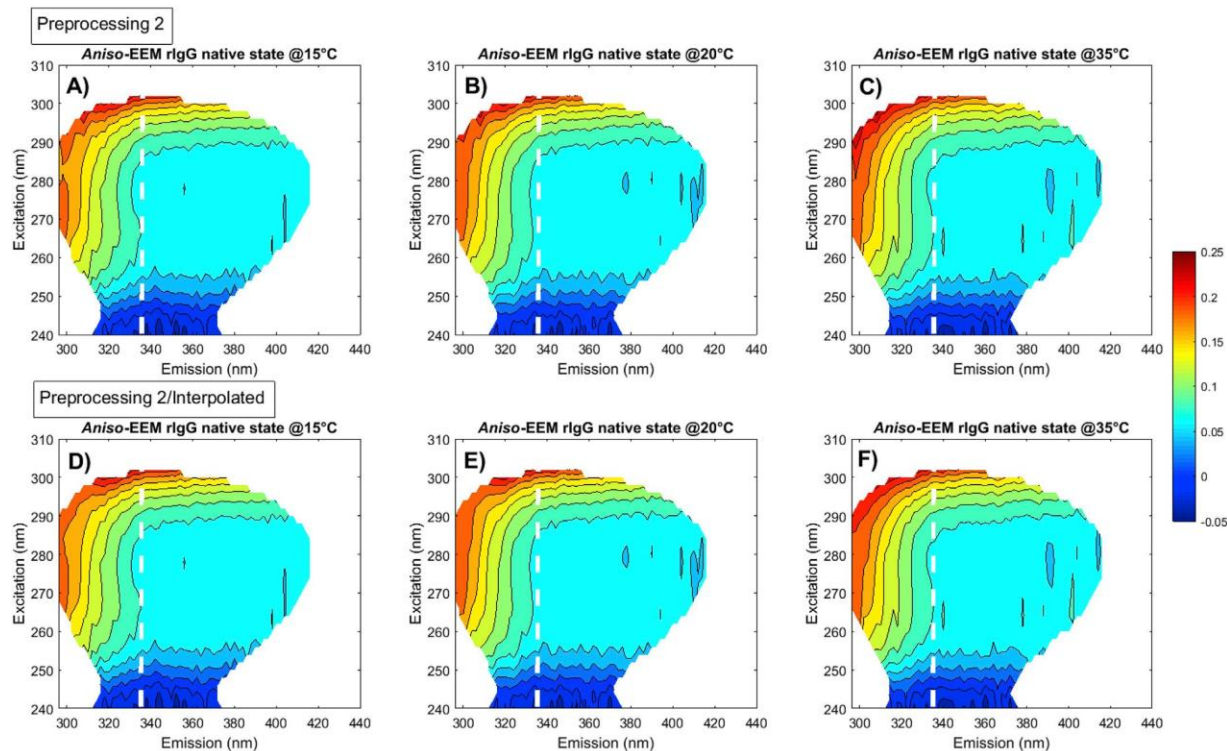 Preprocessing 2
Aniso-EEM rIgG native state @15°C
Aniso-EEM rIgG native state @20°C
Aniso-EEM rIgG native state @35°C
A)
B)
C)
Excitation (nm)
310
300
290
280
270
260
250
240
300 320 340 360 380 400 420 440
Emission (nm)
Excitation (nm)
310
300
290
280
270
260
250
240
300 320 340 360 380 400 420 440
Emission (nm)
Excitation (nm)
310
300
290
280
270
260
250
240
300 320 340 360 380 400 420 440
Emission (nm)
0.25
0.2
0.15
0.1
0.05
0
-0.05
Preprocessing 2/Interpolated
Aniso-EEM rIgG native state @15°C
Aniso-EEM rIgG native state @20°C
Aniso-EEM rIgG native state @35°C
D)
E)
F)
Excitation (nm)
310
300
290
280
270
260
250
240
300 320 340 360 380 400 420 440
Emission (nm)
Excitation (nm)
310
300
290
280
270
260
250
240
300 320 340 360 380 400 420 440
Emission (nm)
Excitation (nm)
310
300
290
280
270
260
250
240
300 320 340 360 380 400 420 440
Emission (nm)